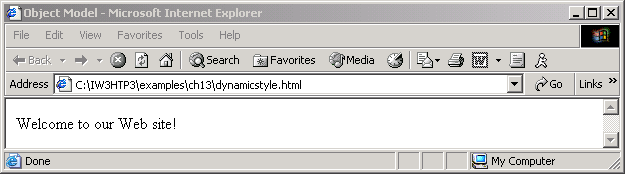 Object Model - Microsoft Internet Explorer
File Edit View Favorites Tools Help
Back Search Favorites Media
Address C:\IW3HTP3\examples\ch13\dynamicstyle.html Go Links »
Welcome to our Web site!
Done My Computer